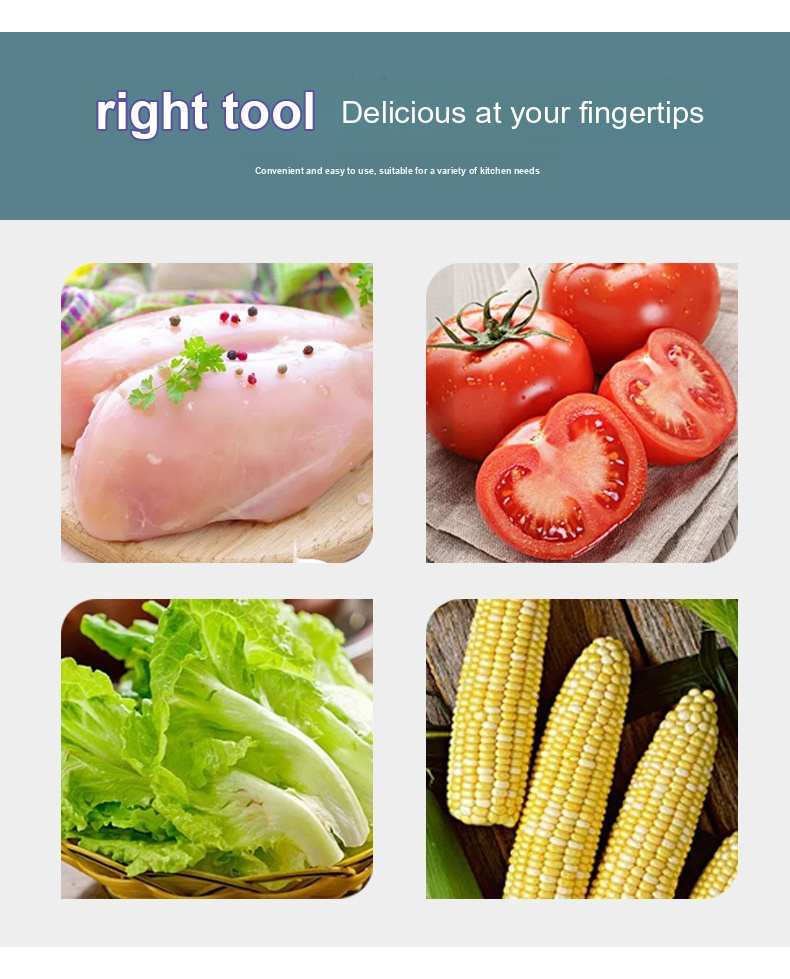 right tool Delicious at your fingertips
Convenient and easy to use, suitable for a variety of kitchen needs